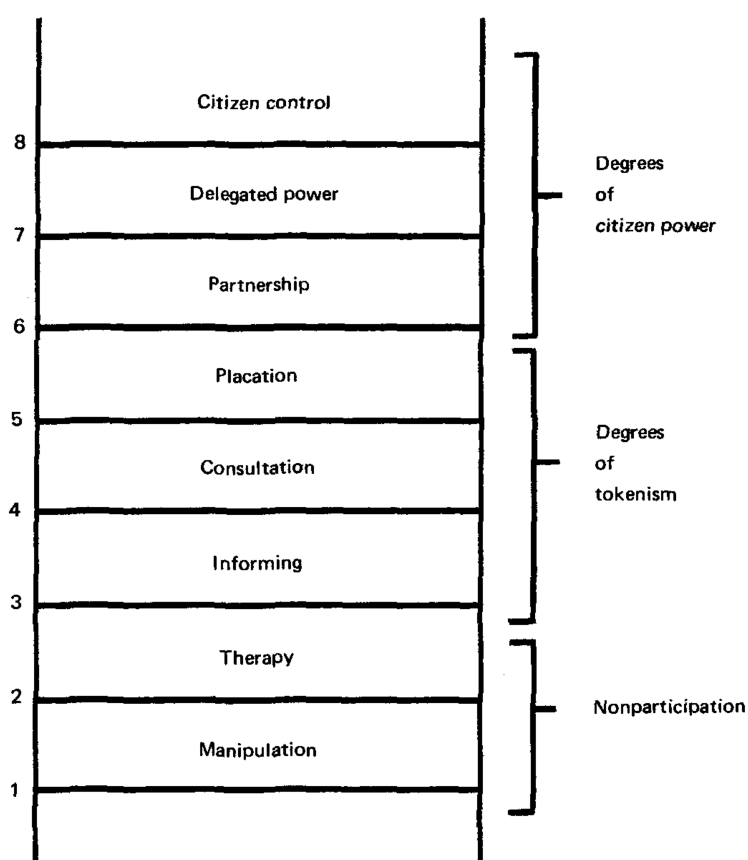 Citizen control
8
Delegated power
7
Partnership
6
Placation
5
Consultation
4
Informing
3
Therapy
2
Manipulation
1
Degrees
of
citizen power
Degrees
of
tokenism
Nonparticipation